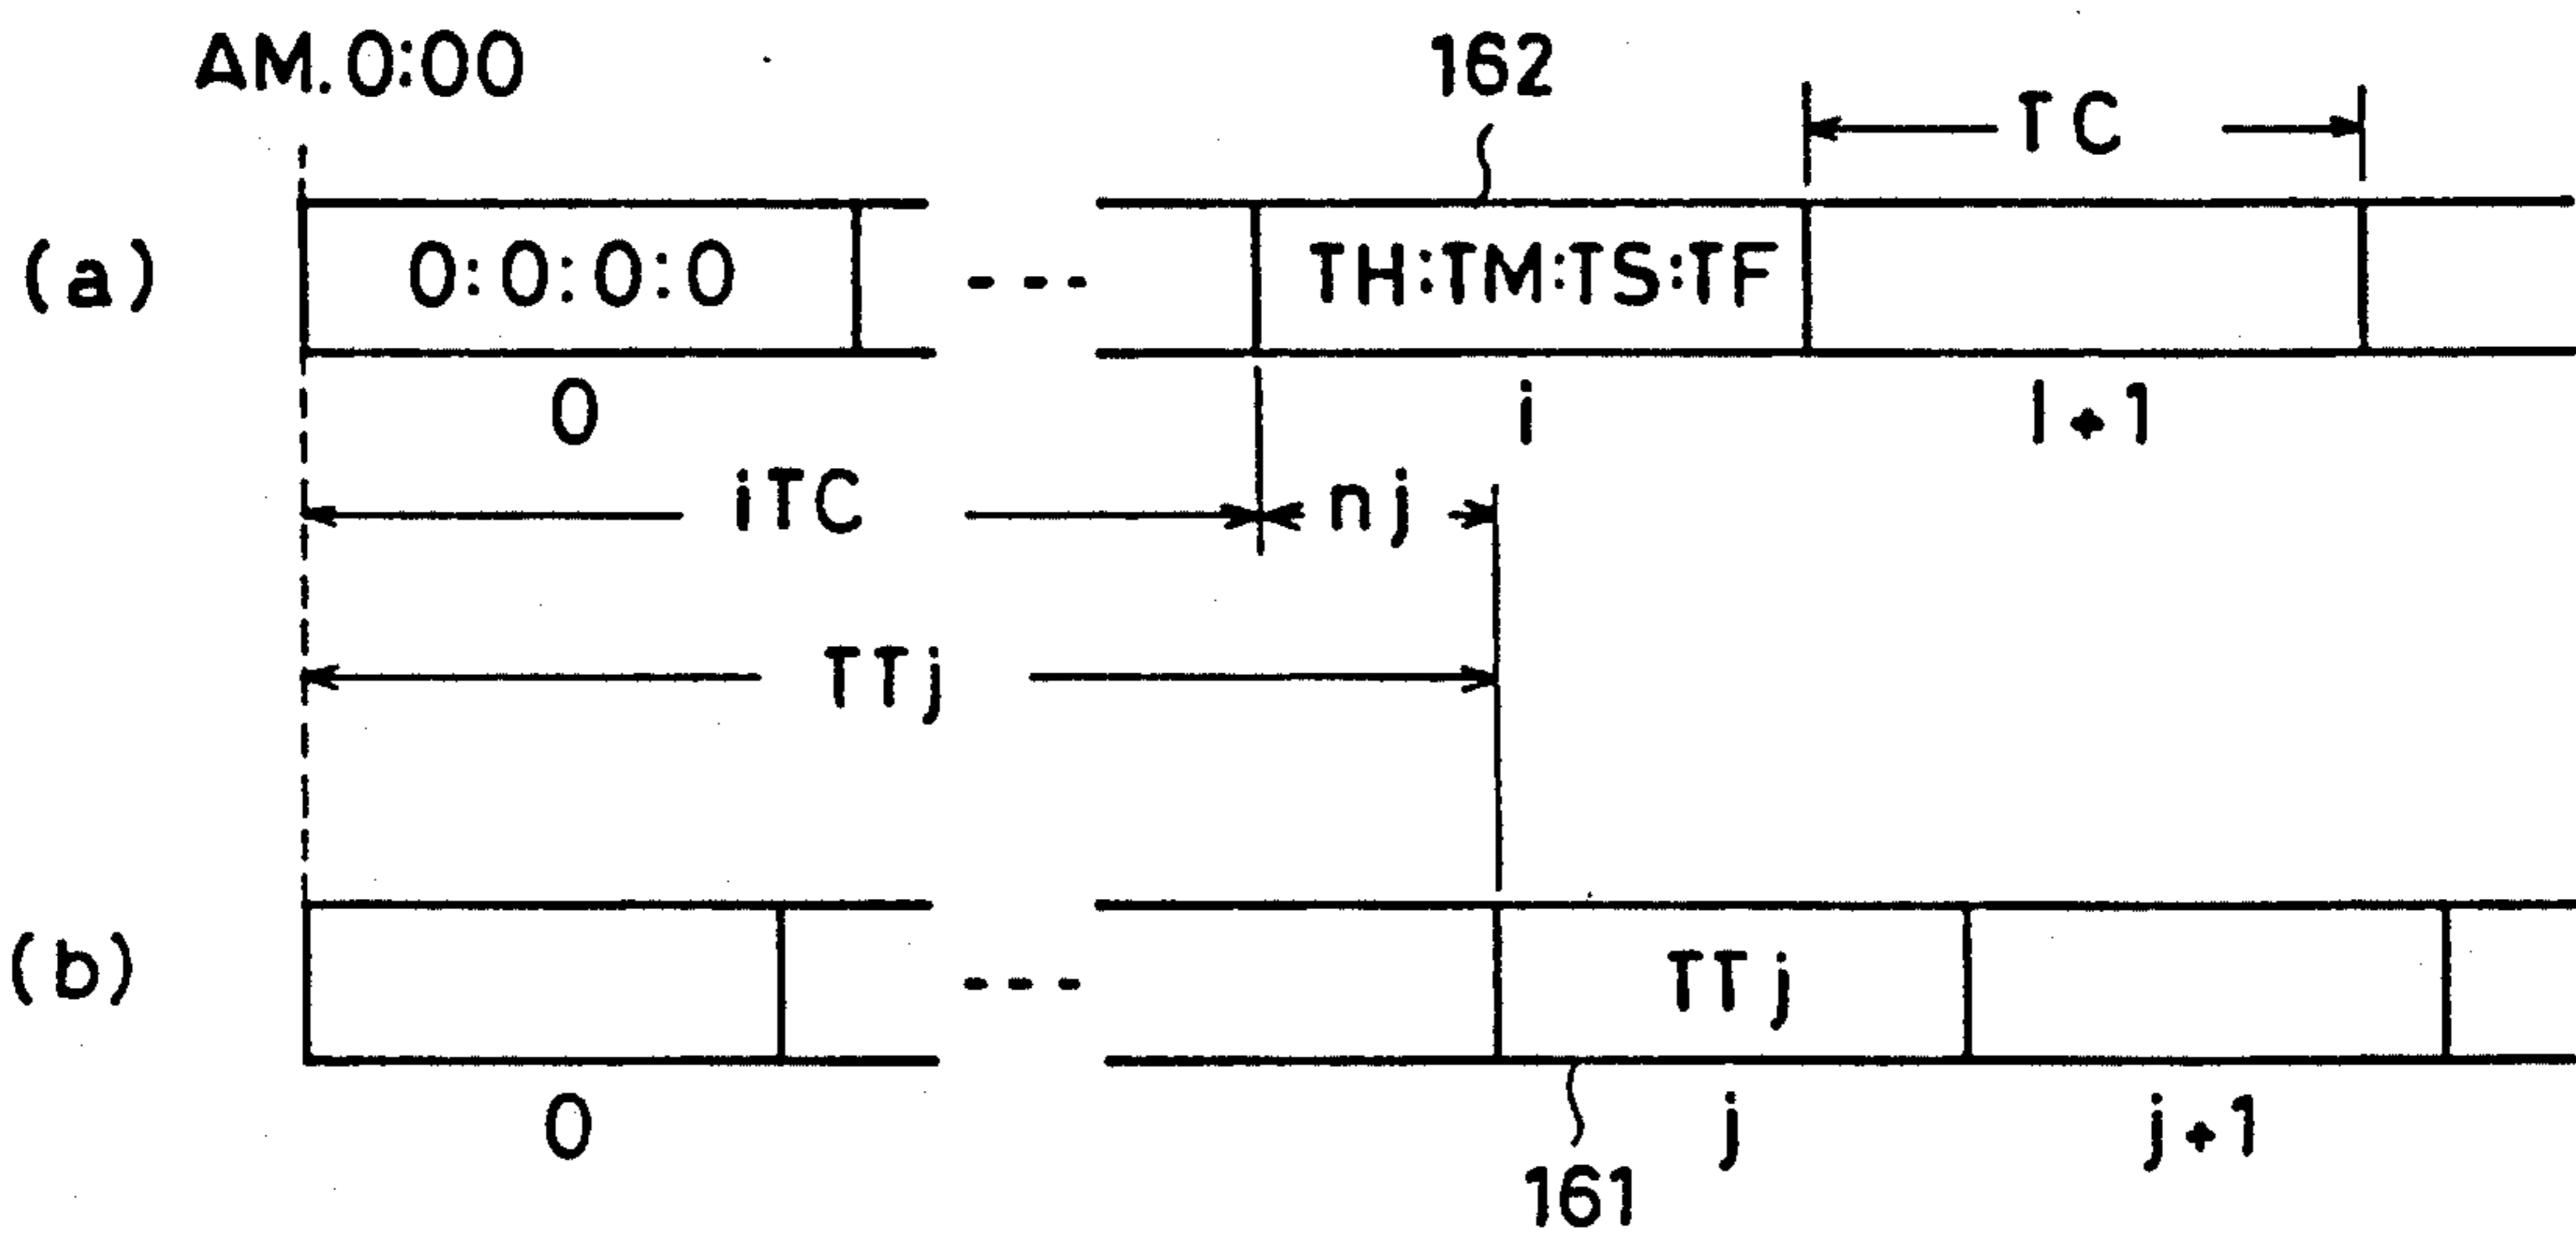 AM.0:00
162
TC
(a)
0:0:0:0
---
TH:TM:TS:TF
0
i
l+1
iTC
nj
TTj
(b)
---
TTj
0
j
j+1
161